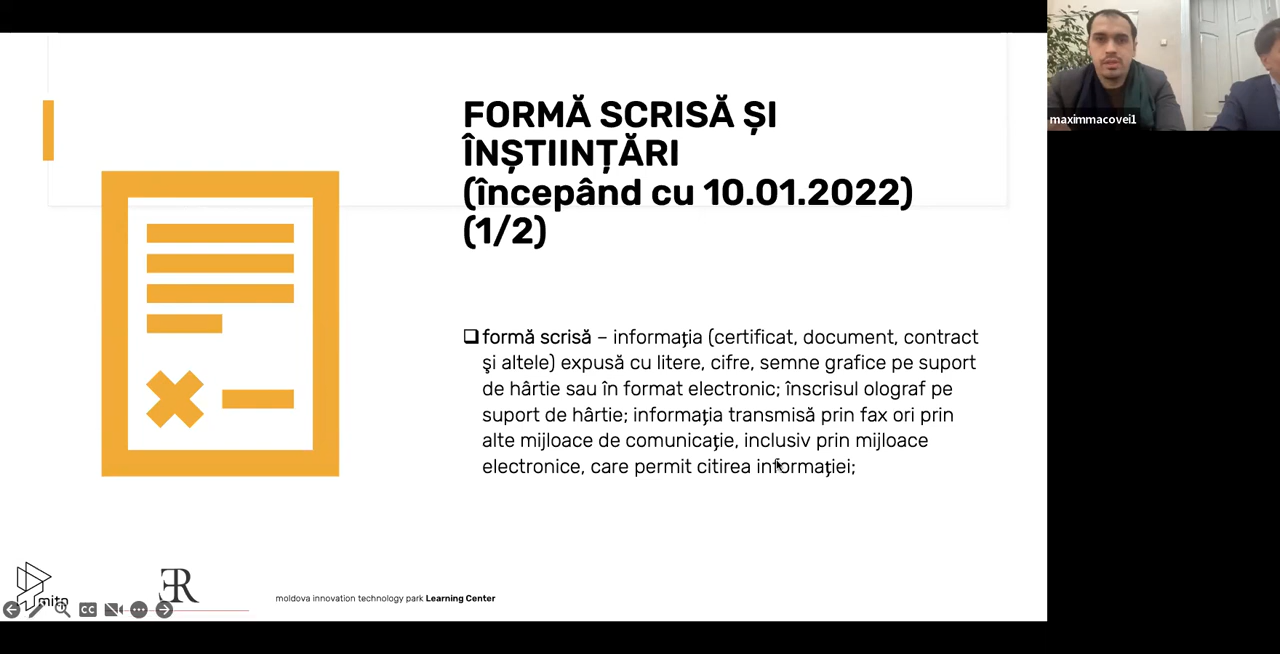 FORMĂ SCRISĂ ȘI
ÎNȘTIINȚĂRI
(începând cu 10.01.2022)
(1/2)
maximmacovei1
❑ formă scrisă – informaţia (certificat, document, contract
şi altele) expusă cu litere, cifre, semne grafice pe suport
de hârtie sau în format electronic; înscrisul olograf pe
suport de hârtie; informaţia transmisă prin fax ori prin
alte mijloace de comunicaţie, inclusiv prin mijloace
electronice, care permit citirea informaţiei;
mitp
ER
moldova innovation technology park Learning Center
CC